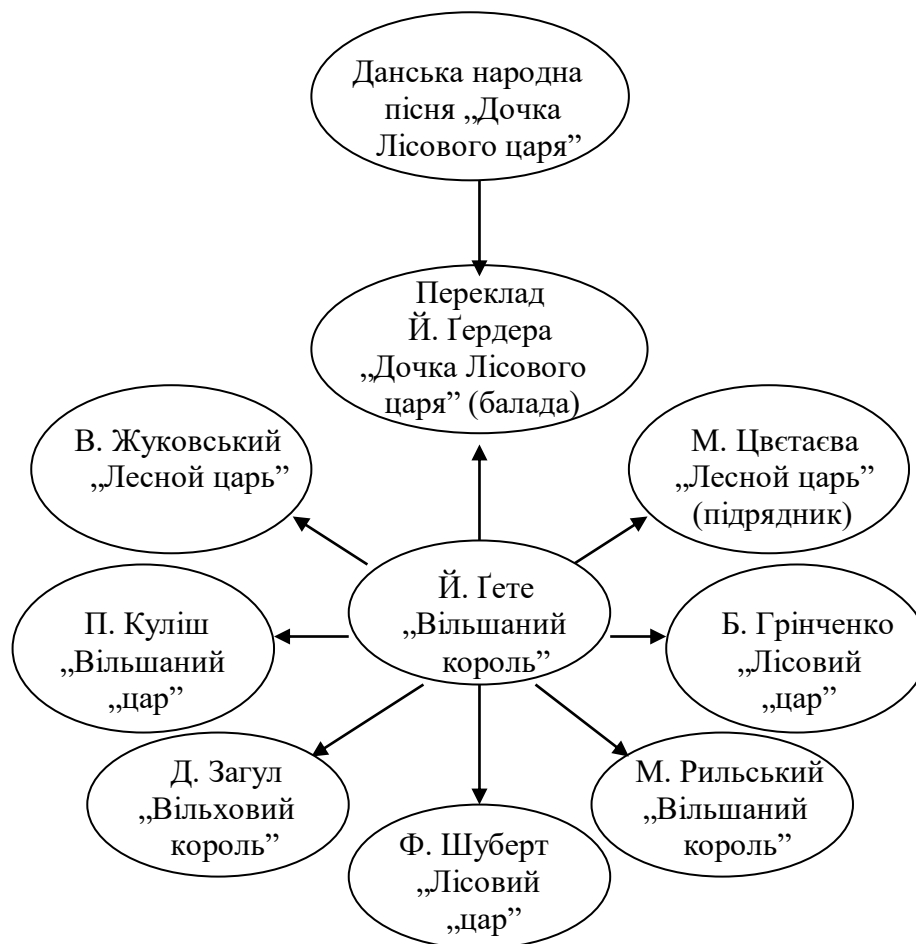 Данська народна
пісня „Дочка
Лісового царя”
Переклад
Й. Ґердера
„Дочка Лісового
царя” (балада)
В. Жуковський
„Лесной царь”
М. Цвєтаєва
„Лесной царь”
(підрядник)
Й. Ґете
„Вільшаний
король”
П. Куліш
„Вільшаний
„цар”
Б. Грінченко
„Лісовий
„цар”
Д. Загул
„Вільховий
король”
М. Рильський
„Вільшаний
король”
Ф. Шуберт
„Лісовий
„цар”